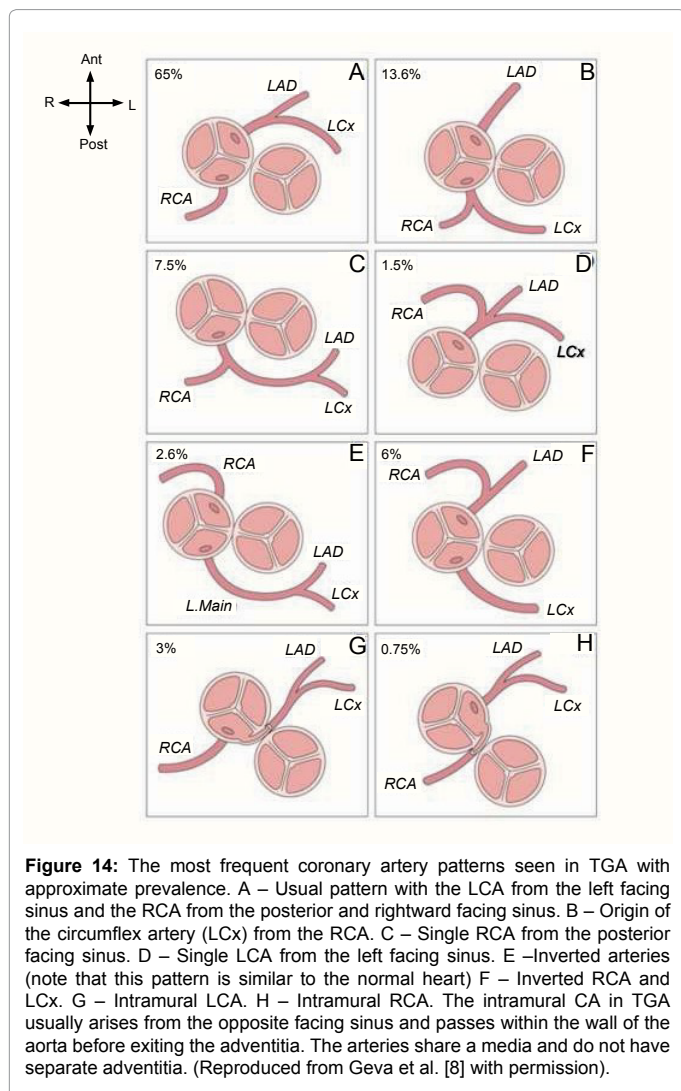 Ant
R L
Post
65% A
LAD
LCx
RCA
13.6% B
LAD
RCA LCx
7.5% C
LAD
RCA
LCx
1.5% D
LAD
RCA
LCx
2.6% E
RCA
LAD
L.Main LCx
6% F
LAD
RCA
LCx
3% G
LAD
LCx
RCA
0.75% H
LAD
LCx
RCA
Figure 14: The most frequent coronary artery patterns seen in TGA with
approximate prevalence. A – Usual pattern with the LCA from the left facing
sinus and the RCA from the posterior and rightward facing sinus. B – Origin of
the circumflex artery (LCx) from the RCA. C – Single RCA from the posterior
facing sinus. D – Single LCA from the left facing sinus. E –Inverted arteries
(note that this pattern is similar to the normal heart) F – Inverted RCA and
LCx. G – Intramural LCA. H – Intramural RCA. The intramural CA in TGA
usually arises from the opposite facing sinus and passes within the wall of the
aorta before exiting the adventitia. The arteries share a media and do not have
separate adventitia. (Reproduced from Geva et al. [8] with permission).